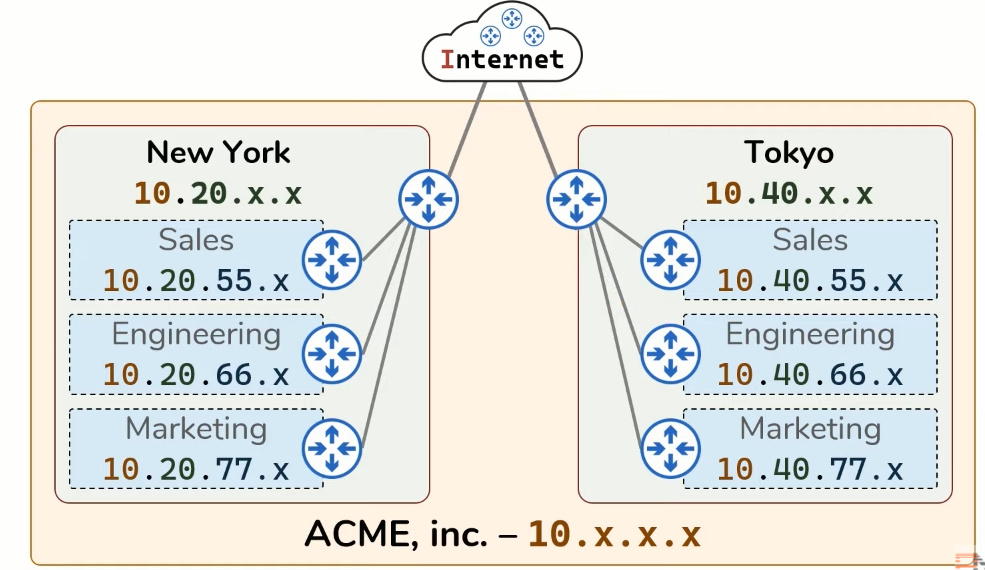 Internet
New York
10.20.x.x
Sales
10.20.55.x
Engineering
10.20.66.x
Marketing
10.20.77.x
Tokyo
10.40.x.x
Sales
10.40.55.x
Engineering
10.40.66.x
Marketing
10.40.77.x
ACME, inc. – 10.x.x.x